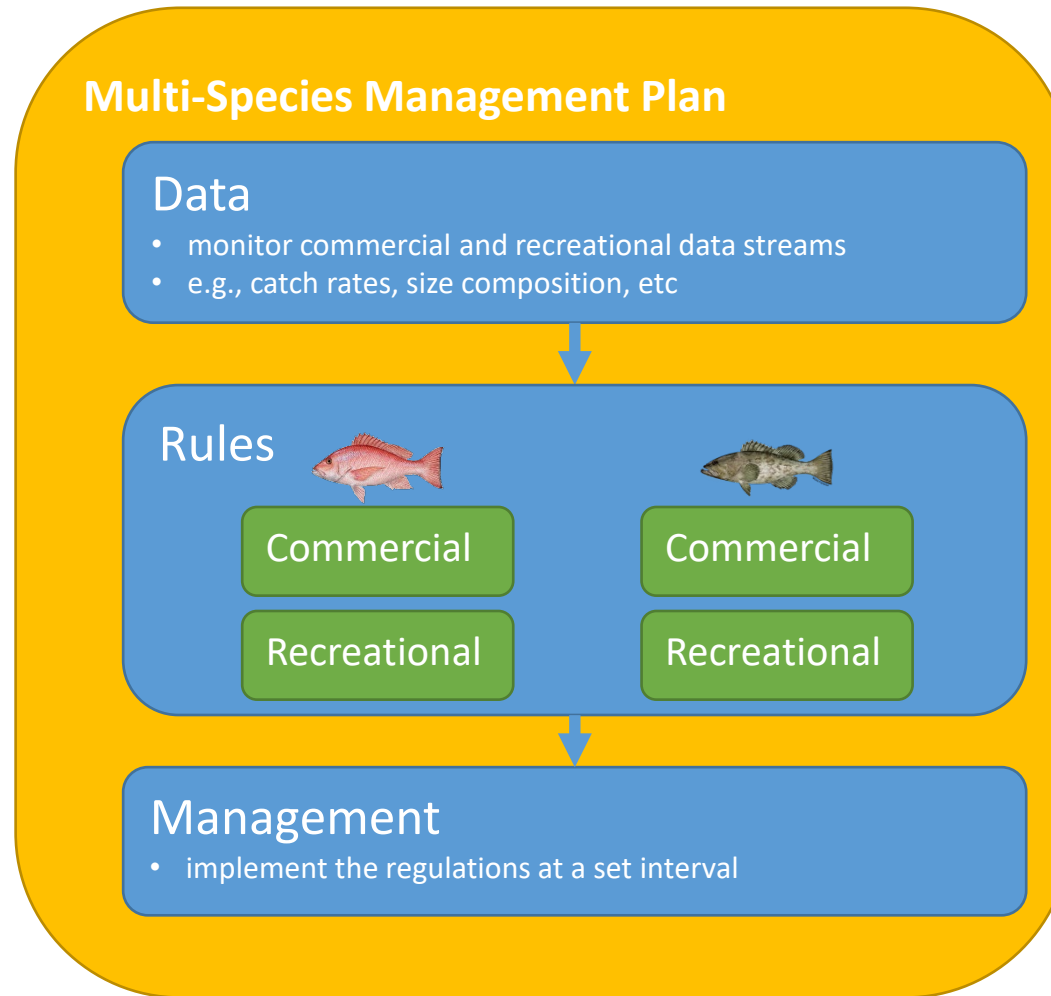 Multi-Species Management Plan
Data
• monitor commercial and recreational data streams
• e.g., catch rates, size composition, etc
Rules
Commercial
Commercial
Recreational
Recreational
Management
• implement the regulations at a set interval